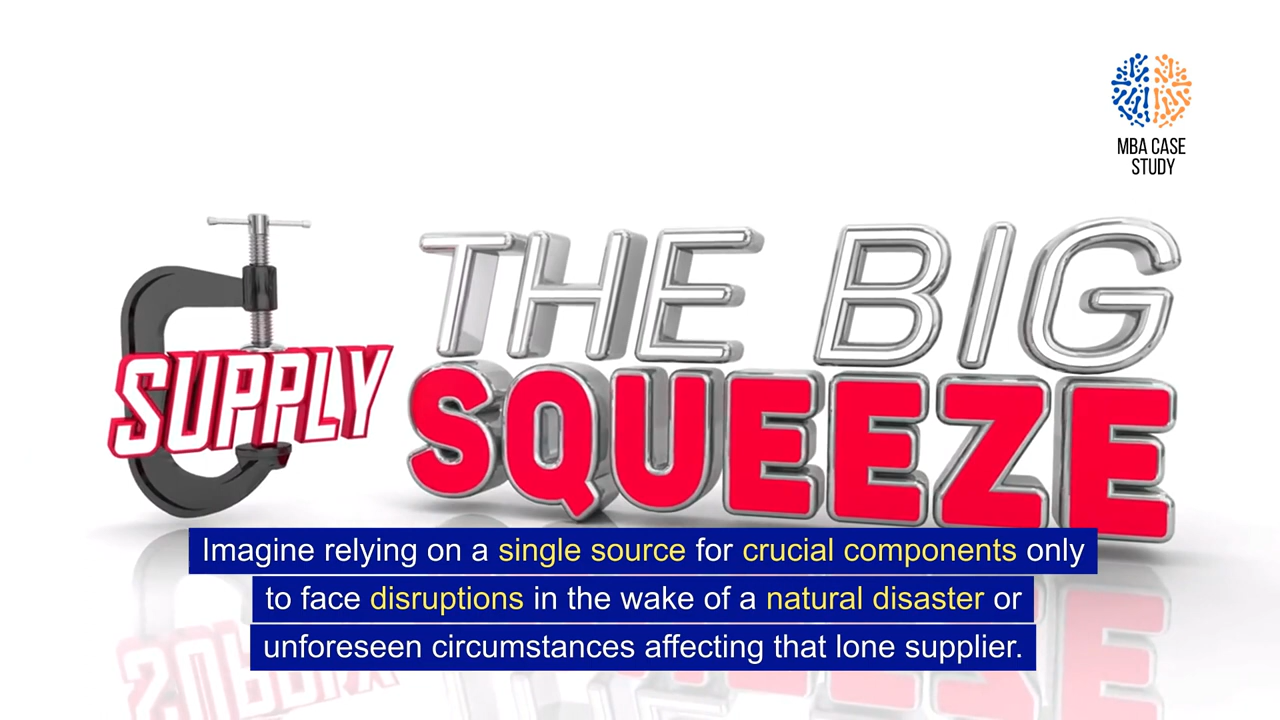 MBA CASE
STUDY
THE BIG
SUPPLY
SQUEEZE
Imagine relying on a single source for crucial components only
to face disruptions in the wake of a natural disaster or
unforeseen circumstances affecting that lone supplier.